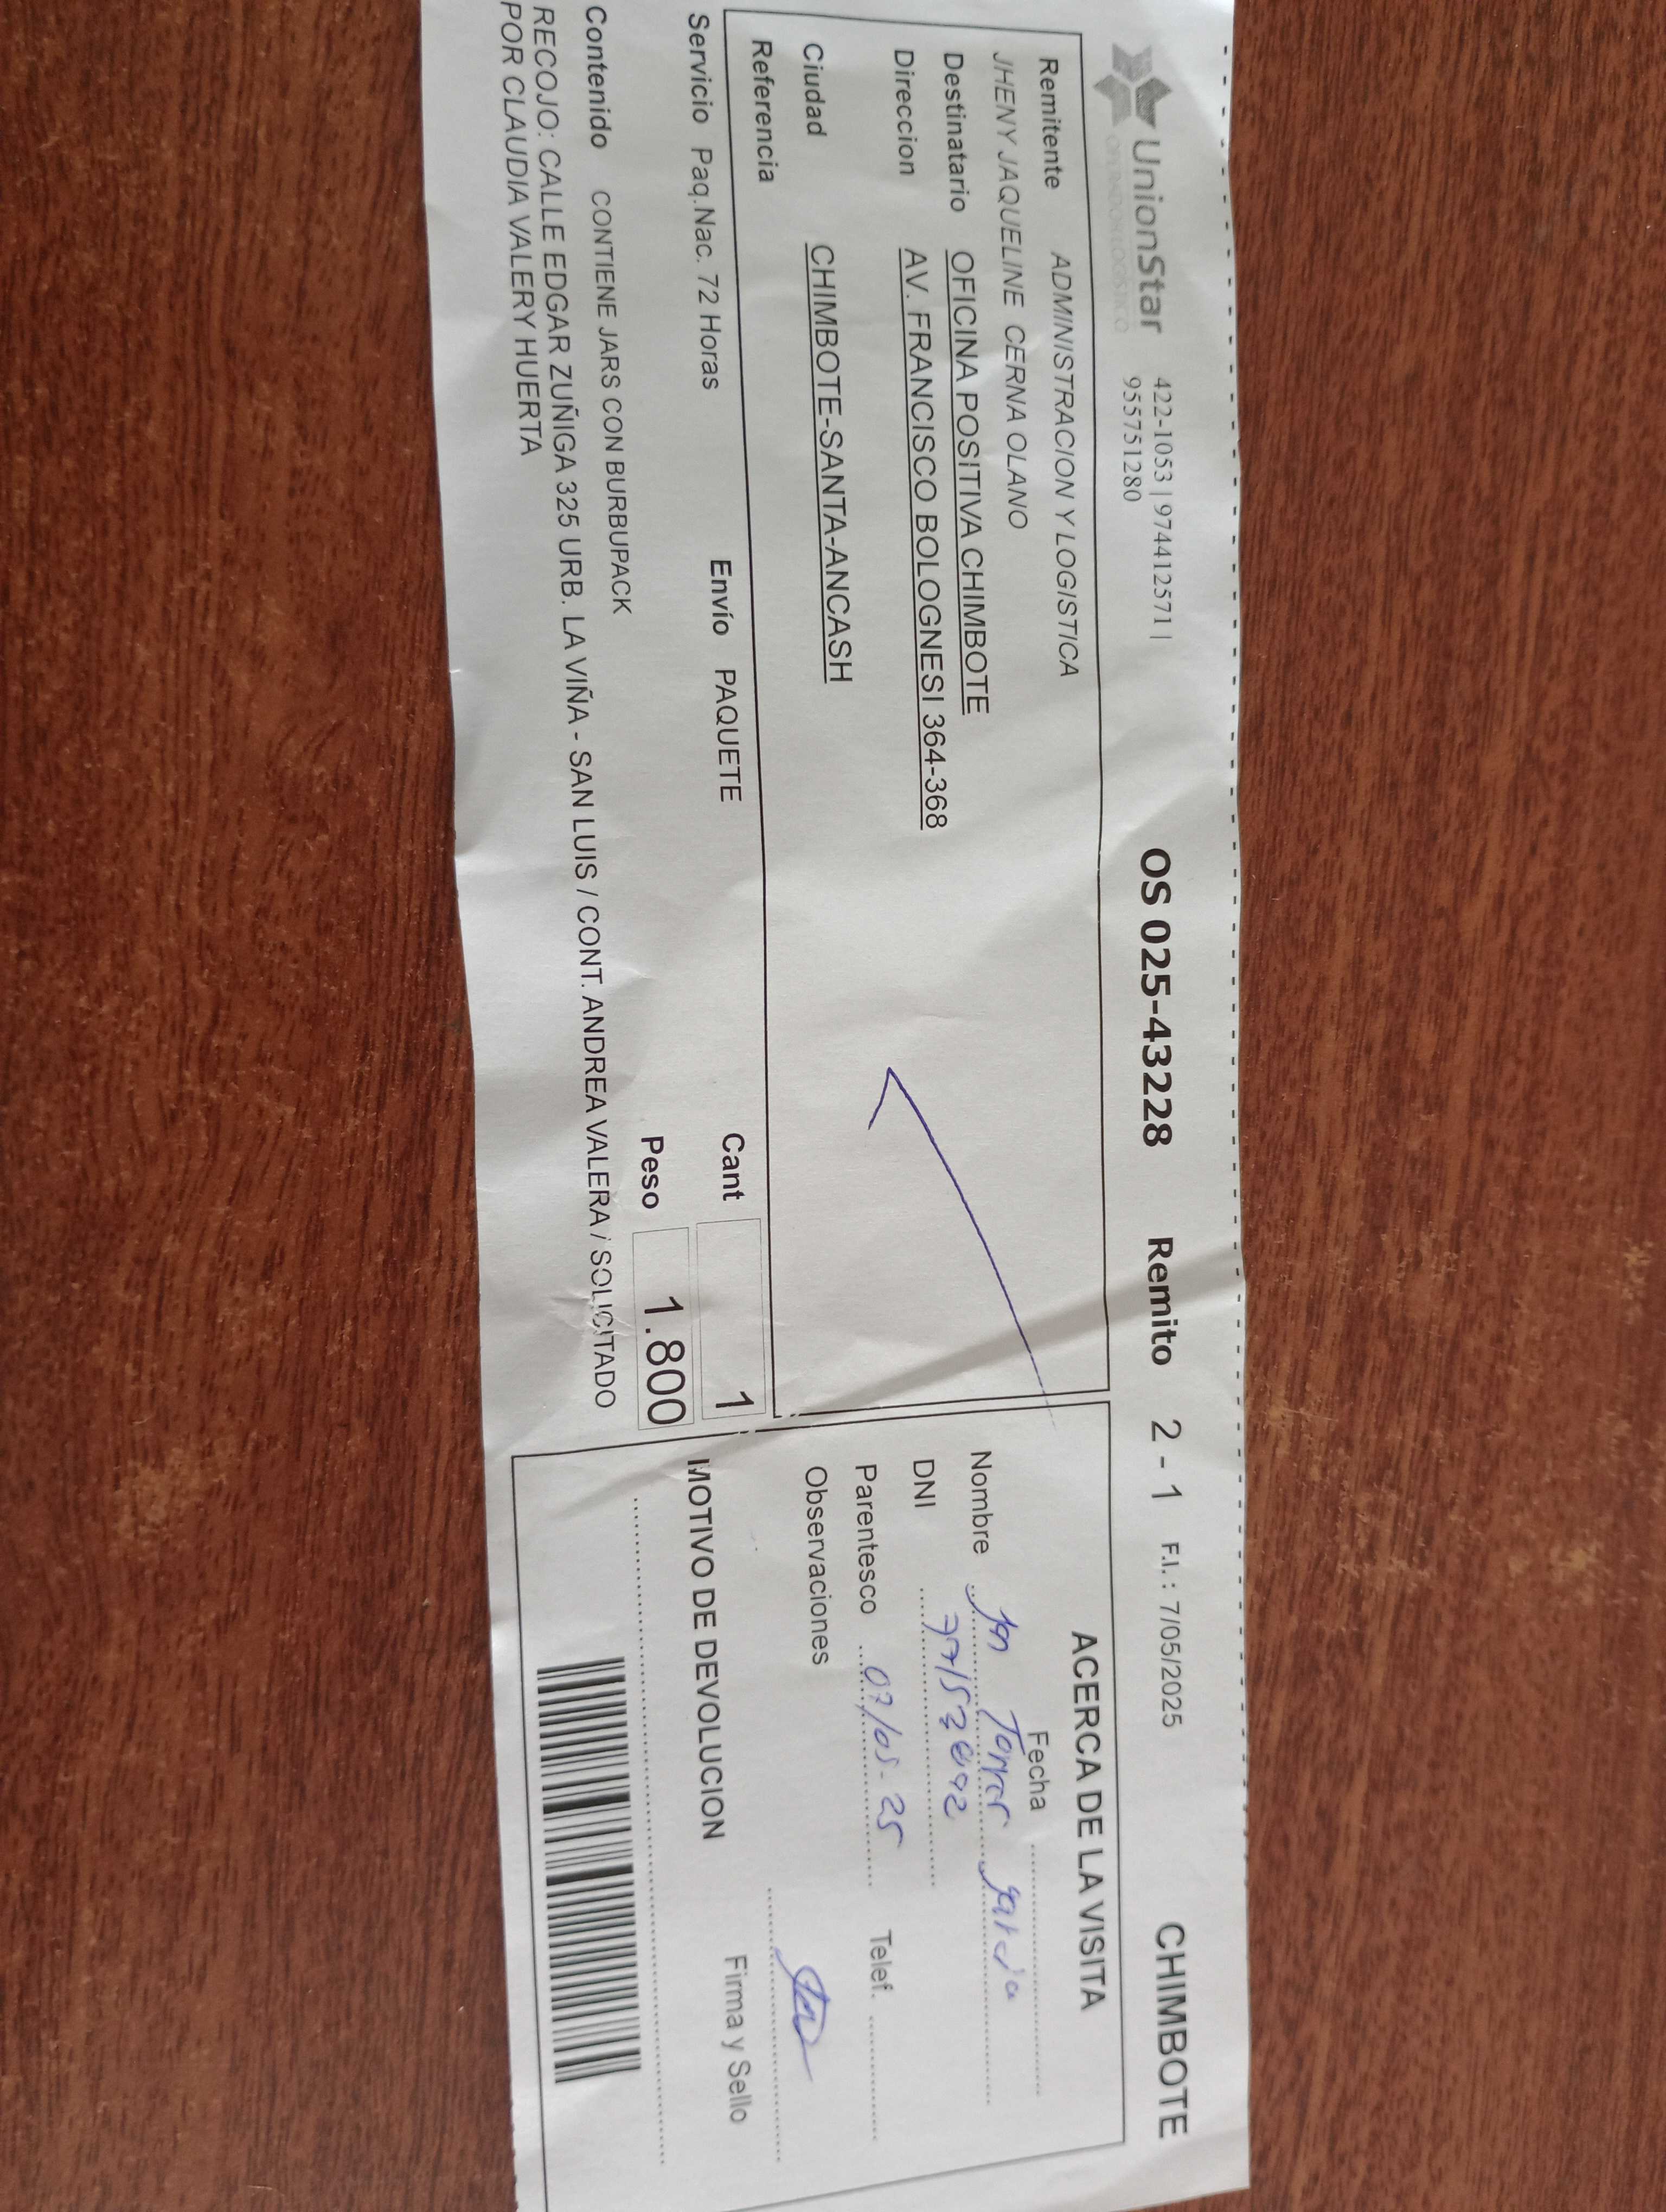 UnionStar
OPERADOR LOGISTICO
422-1053 | 974412571 |
955751280
OS 025-43228 Remito 2 - 1 F.I. : 7/05/2025 CHIMBOTE
Remitente ADMINISTRACION Y LOGISTICA
JHENY JAQUELINE CERNA OLANO
Destinatario OFICINA POSITIVA CHIMBOTE
Direccion AV. FRANCISCO BOLOGNESI 364-368
Ciudad CHIMBOTE-SANTA-ANCASH
Referencia
Servicio Paq.Nac. 72 Horas Envío PAQUETE Cant 1
Peso 1.800
Contenido CONTIENE JARS CON BURBUPACK
RECOJO: CALLE EDGAR ZUÑIGA 325 URB. LA VIÑA - SAN LUIS / CONT. ANDREA VALERA / SOLICITADO
POR CLAUDIA VALERY HUERTA
ACERCA DE LA VISITA
Fecha
Nombre Torres
DNI
Parentesco 07/05-25 Telef.
Observaciones
Firma y Sello
MOTIVO DE DEVOLUCION